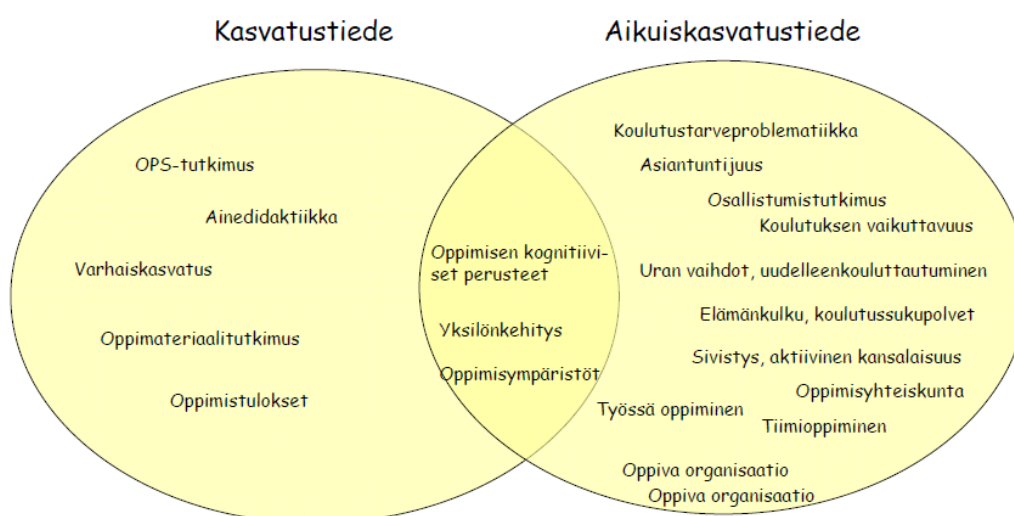 Kasvatustiede
Aikuiskasvatustiede
OPS-tutkimus
Ainedidaktiikka
Varhaiskasvatus
Oppimateriaalitutkimus
Oppimistulokset
Oppimisen kognitiivi-
set perusteet
Yksilönkehitys
Oppimisympäristöt
Koulutustarveproblematiikka
Asiantuntijuus
Osallistumistutkimus
Koulutuksen vaikuttavuus
Uran vaihdot, uudelleenkouluttautuminen
Elämänkulku, koulutussukupolvet
Sivistys, aktiivinen kansalaisuus
Oppimisyhteiskunta
Työssä oppiminen
Tiimioppiminen
Oppiva organisaatio
Oppiva organisaatio